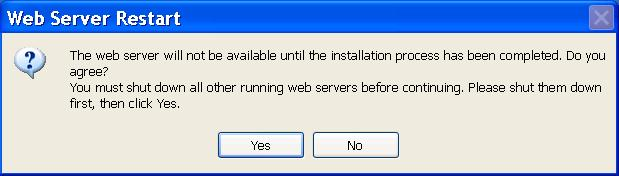 Web Server Restart
The web server will not be available until the installation process has been completed. Do you
agree?
You must shut down all other running web servers before continuing. Please shut them down
first, then click Yes.
Yes
No